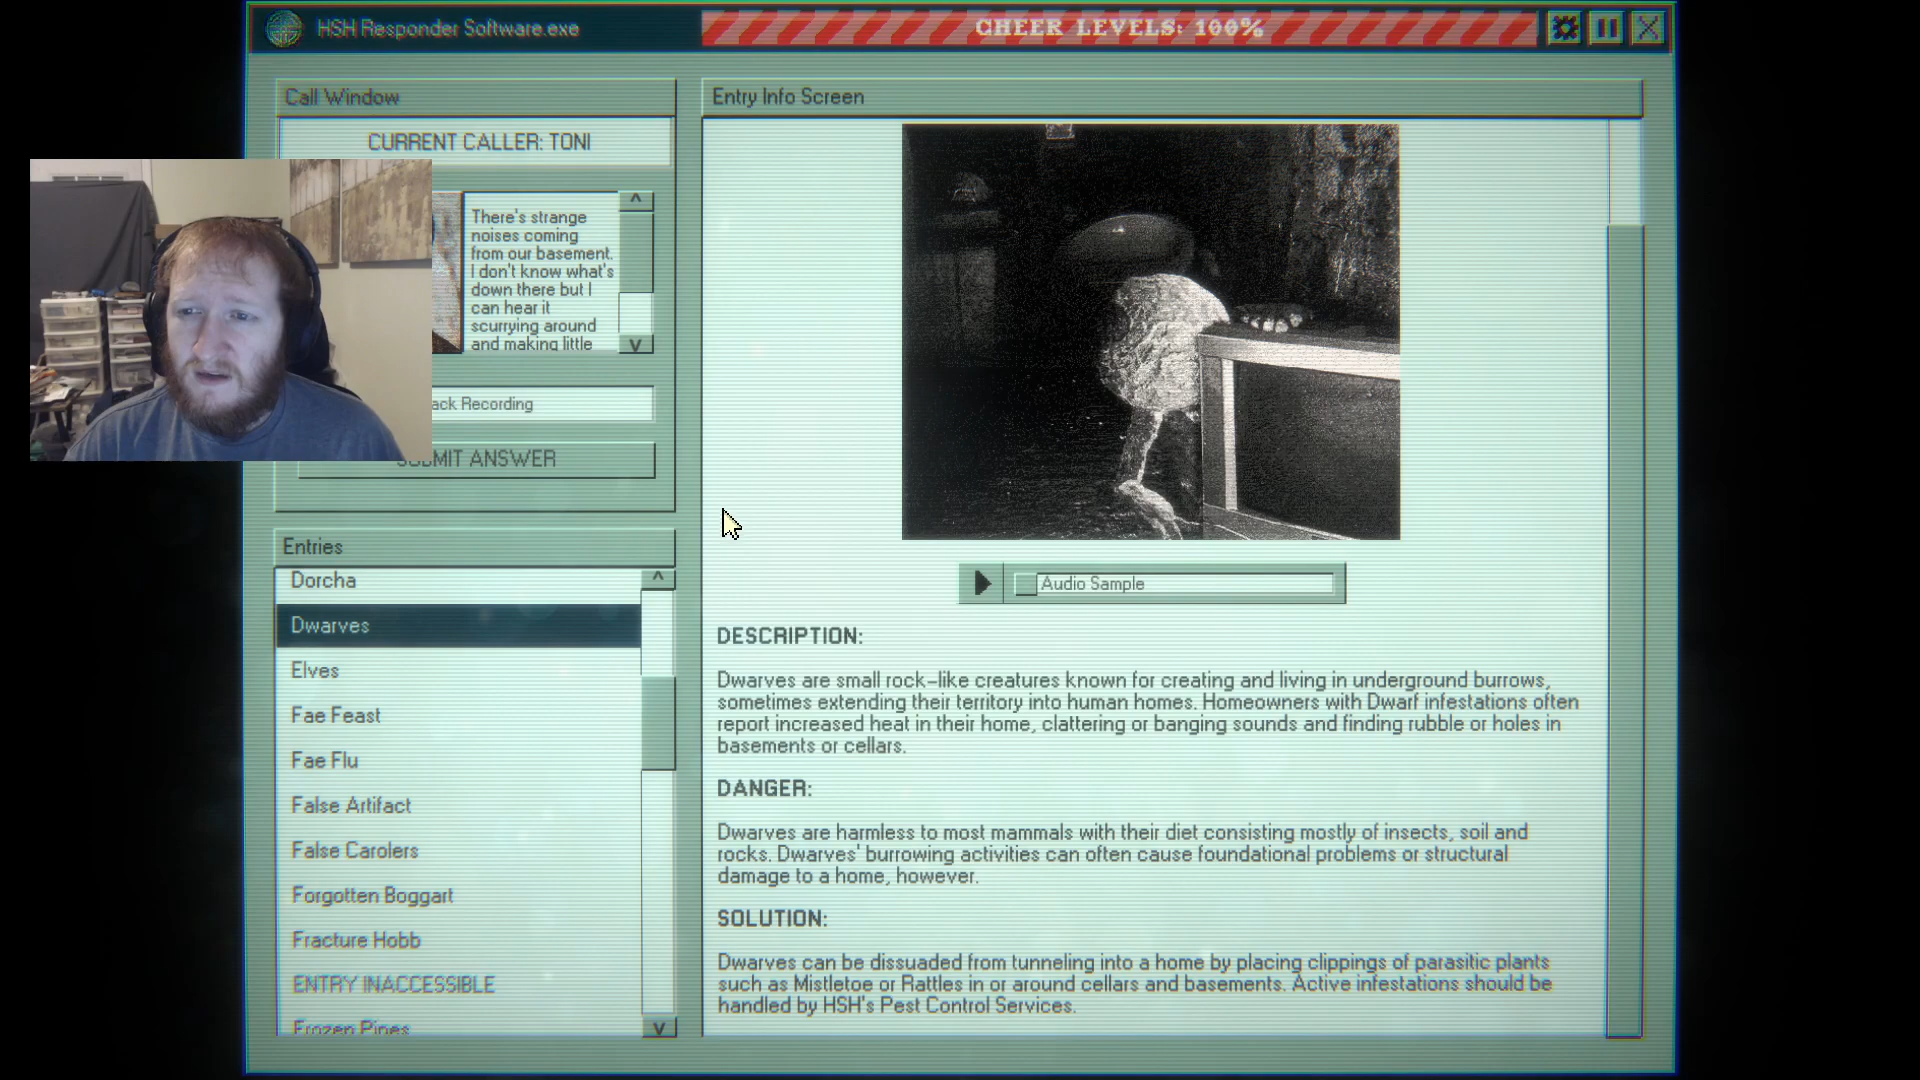 HSH Responder Software.exe
CHEER LEVELS: 100%
Call Window
CURRENT CALLER: TONI
There's strange
noises coming
from our basement.
I don't know what's
down there but I
can hear it
scurrying around
and making little
Recording
ANSWER
Entries
Dorcha
Dwarves
Elves
Fae Feast
Fae Flu
False Artifact
False Carolers
Forgotten Boggart
Fracture Hobb
ENTRY INACCESSIBLE
Frozen Pines
Entry Info Screen
Audio Sample
DESCRIPTION:
Dwarves are small rock-like creatures known for creating and living in underground burrows,
sometimes extending their territory into human homes. Homeowners with Dwarf infestations often
report increased heat in their home, clattering or banging sounds and finding rubble or holes in
basements or cellars.
DANGER:
Dwarves are harmless to most mammals with their diet consisting mostly of insects, soil and
rocks. Dwarves' burrowing activities can often cause foundational problems or structural
damage to a home, however.
SOLUTION:
Dwarves can be dissuaded from tunneling into a home by placing clippings of parasitic plants
such as Mistletoe or Rattles in or around cellars and basements. Active infestations should be
handled by HSH's Pest Control Services.